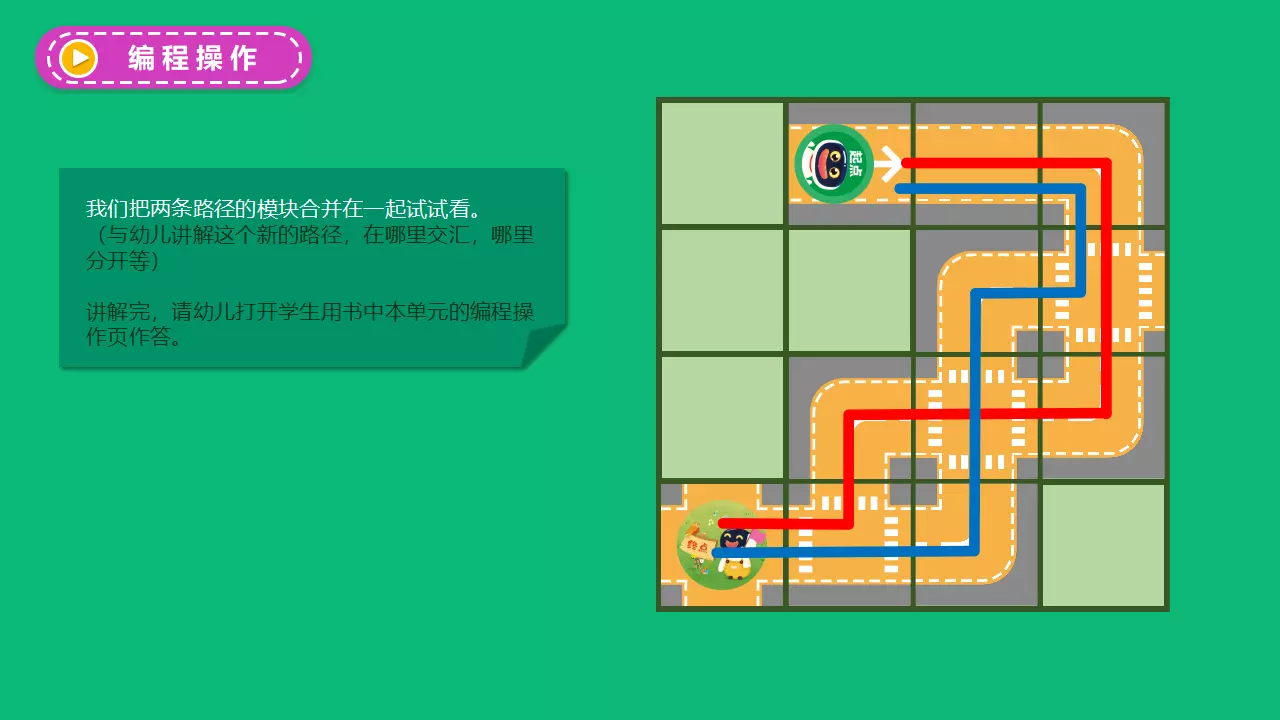 编程操作
我们把两条路径的模块合并在一起试试看。
（与幼儿讲解这个新的路径，在哪里交汇，哪里
分开等）
讲解完，请幼儿打开学生用书中本单元的编程操
作页作答。
起点
终点